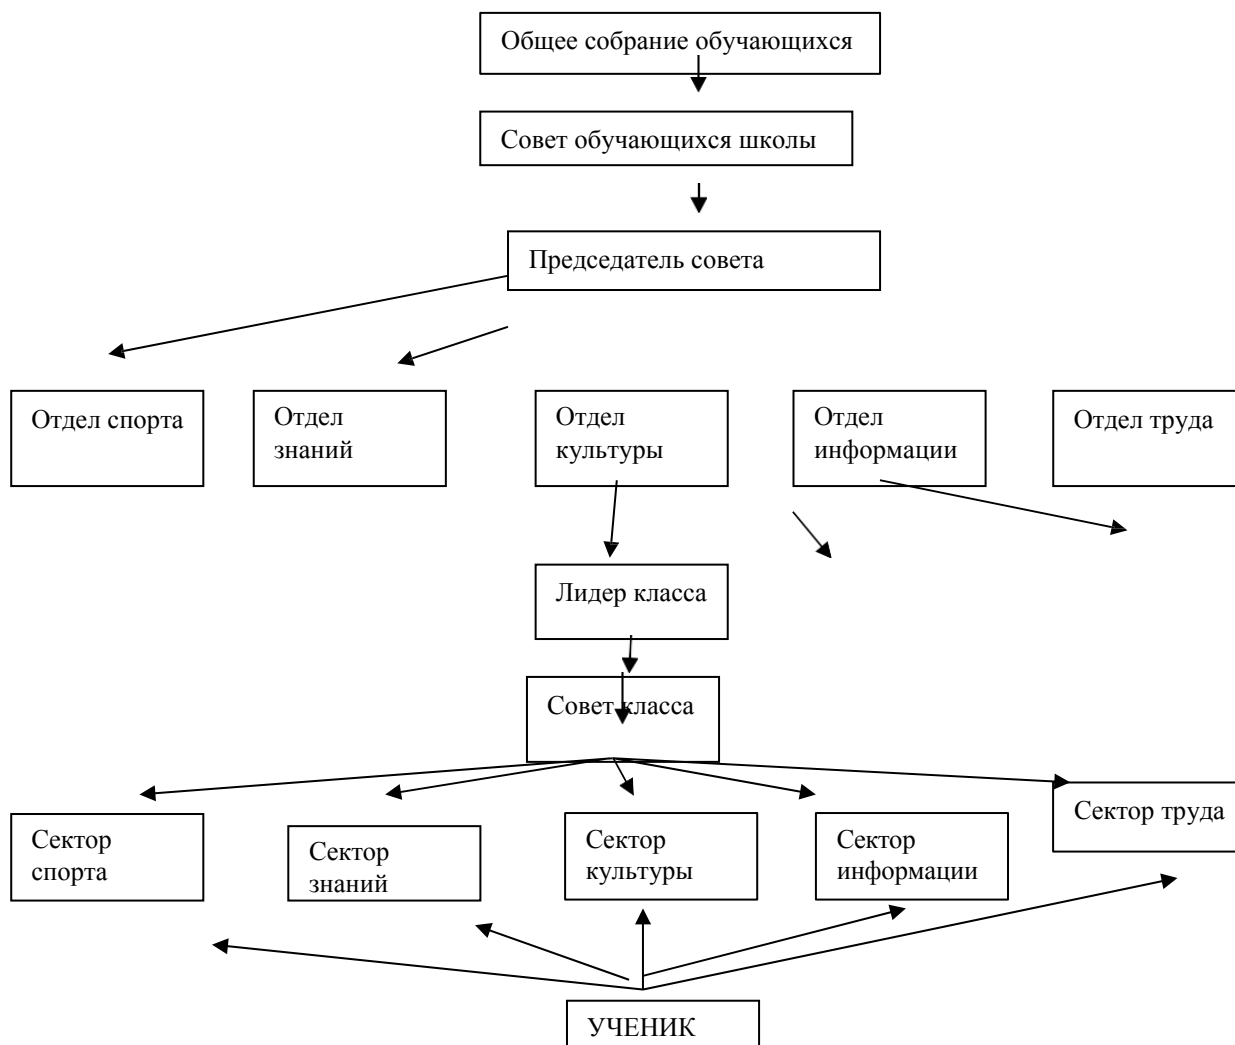 Общее собрание обучающихся
Совет обучающихся школы
Председатель совета
Отдел спорта
Отдел
знаний
Отдел
культуры
Отдел
информации
Отдел труда
Лидер класса
Совет класса
Сектор
спорта
Сектор
знаний
Сектор
культуры
Сектор
информации
Сектор труда
УЧЕНИК